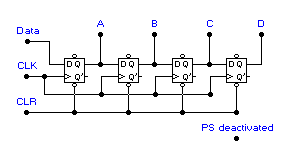 A B C D
Data
D Q D Q D Q D Q
CLK
> Q' > Q' > Q' > Q'
CLR
PS deactivated